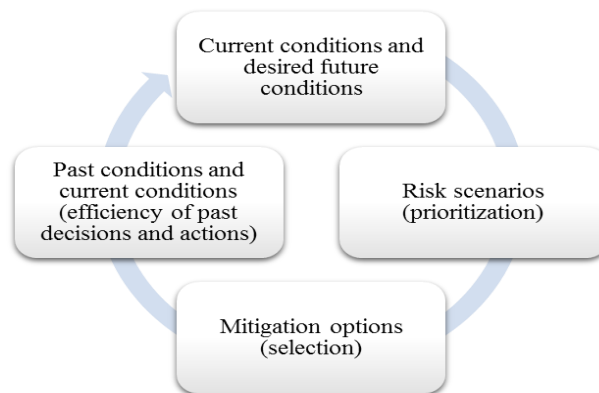 Current conditions and
desired future
conditions
Risk scenarios
(prioritization)
Mitigation options
(selection)
Past conditions and
current conditions
(efficiency of past
decisions and actions)